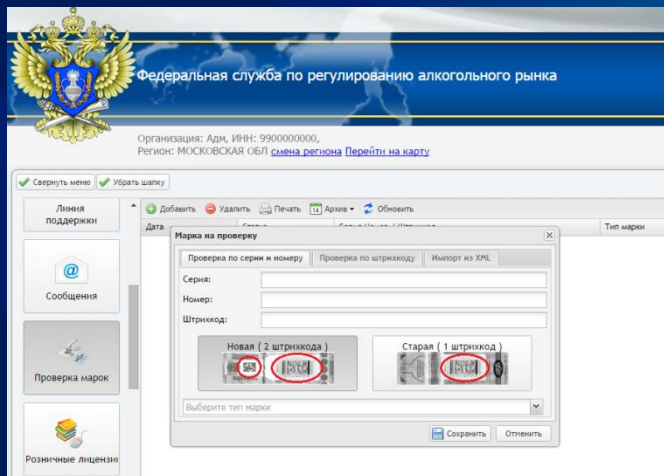 Федеральная служба по регулированию алкогольного рынка
Организация: Адм, ИНН: 9900000000,
Регион: МОСКОВСКАЯ ОБЛ смена региона Перейти на карту
Свернуть меню Убрать шапку
Линия
поддержки
Сообщения
Проверка марок
Розничные лицензии
Добавить Удалить Печать 14 Архив Обновить
Дата Тип марки
Марка на проверку
Проверка по серии и номеру Проверка по штрихкоду Импорт из XML
Серия:
Номер:
Штрихкод:
Новая ( 2 штрихкода ) Старая ( 1 штрихкод )
Выберите тип марки
Сохранить Отменить